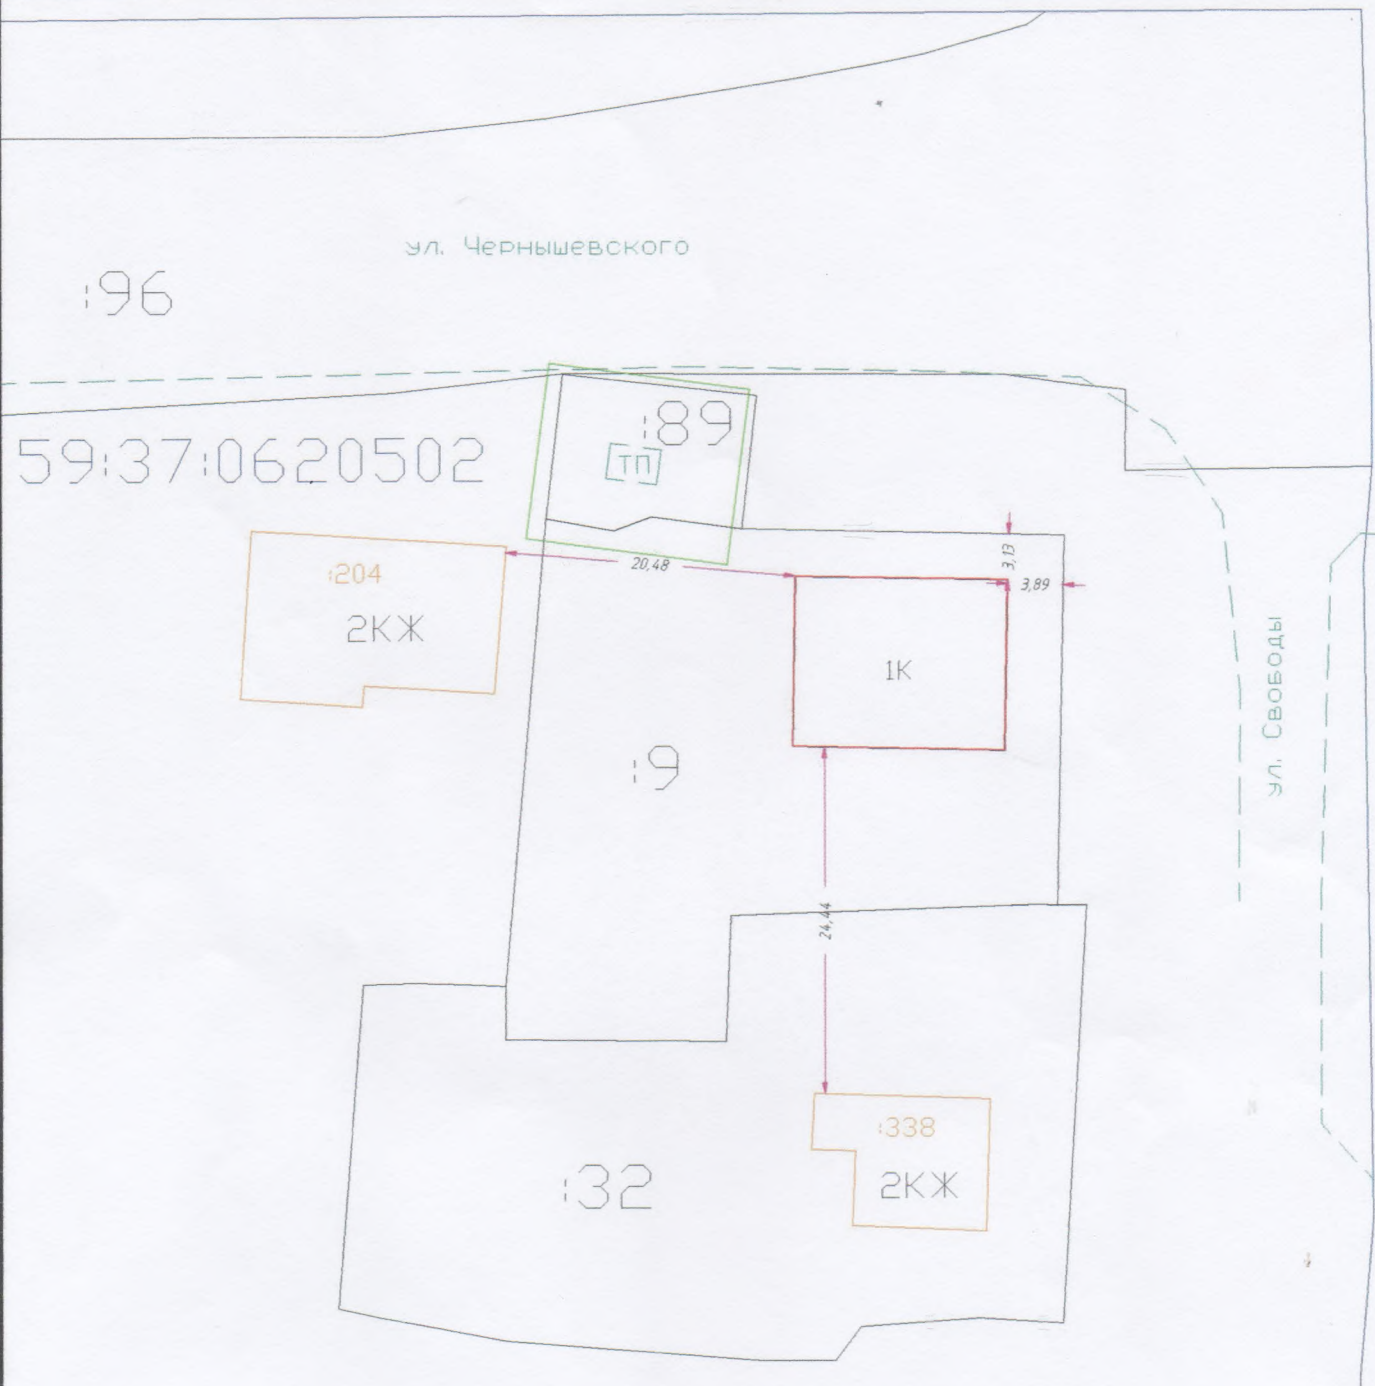 ул. Чернышевского
:96
:89
59:37:0620502
ТП
3,13
20,48
:204
3,89
2КЖ
1К
ул. Свободы
:9
24,44
:338
:32
2КЖ